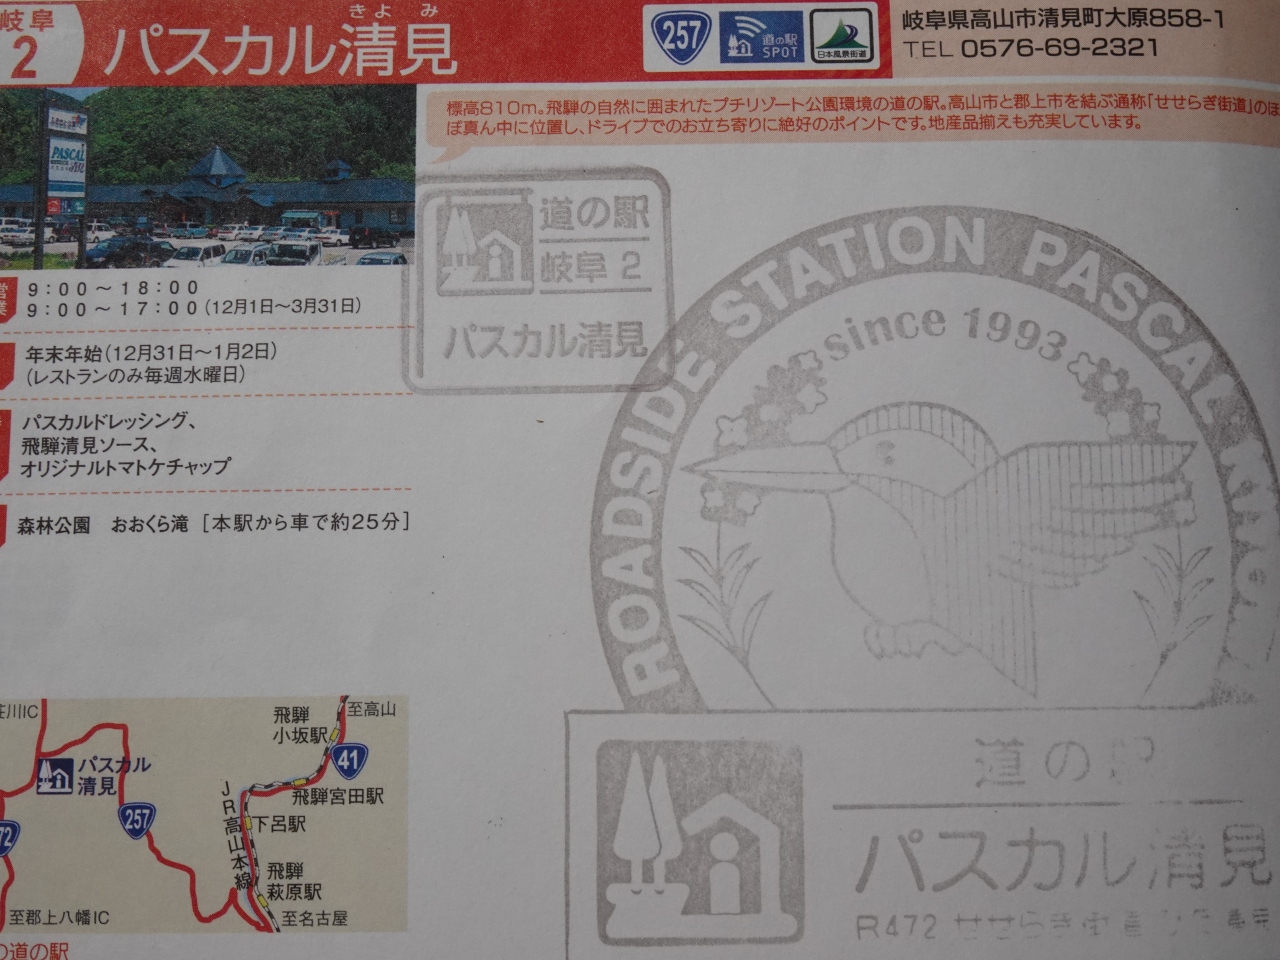 岐阜
2
きよみ
パスカル清見
257
道の駅
SPOT
日本風景街道
岐阜県高山市清見町大原858-1
TEL 0576-69-2321
標高810m。飛騨の自然に囲まれたプチリゾート公園環境の道の駅。高山市と郡上市を結ぶ通称「せせらぎ街道」のほ
ぼ真ん中に位置し、ドライブでのお立ち寄りに絶好のポイントです。地産品揃えも充実しています。
PASCAL
清見
営業
9：00～18：00
9：00～17：00（12月1日～3月31日）
年末年始（12月31日～1月2日）
（レストランのみ毎週水曜日）
パスカルドレッシング、
飛騨清見ソース、
オリジナルトマトケチャップ
森林公園　おおくら滝［本駅から車で約25分］
道の駅
岐阜 2
パスカル清見
ROADSIDE STATION PASCAL
since 1993
道の
パスカル清見
R472 せせらぎ街道
荘川IC
パスカル
清見
257
72
至郡上八幡IC
飛騨
小坂駅
至高山
41
飛騨宮田駅
JR高山本線
下呂駅
飛騨
萩原駅
至名古屋
の道の駅